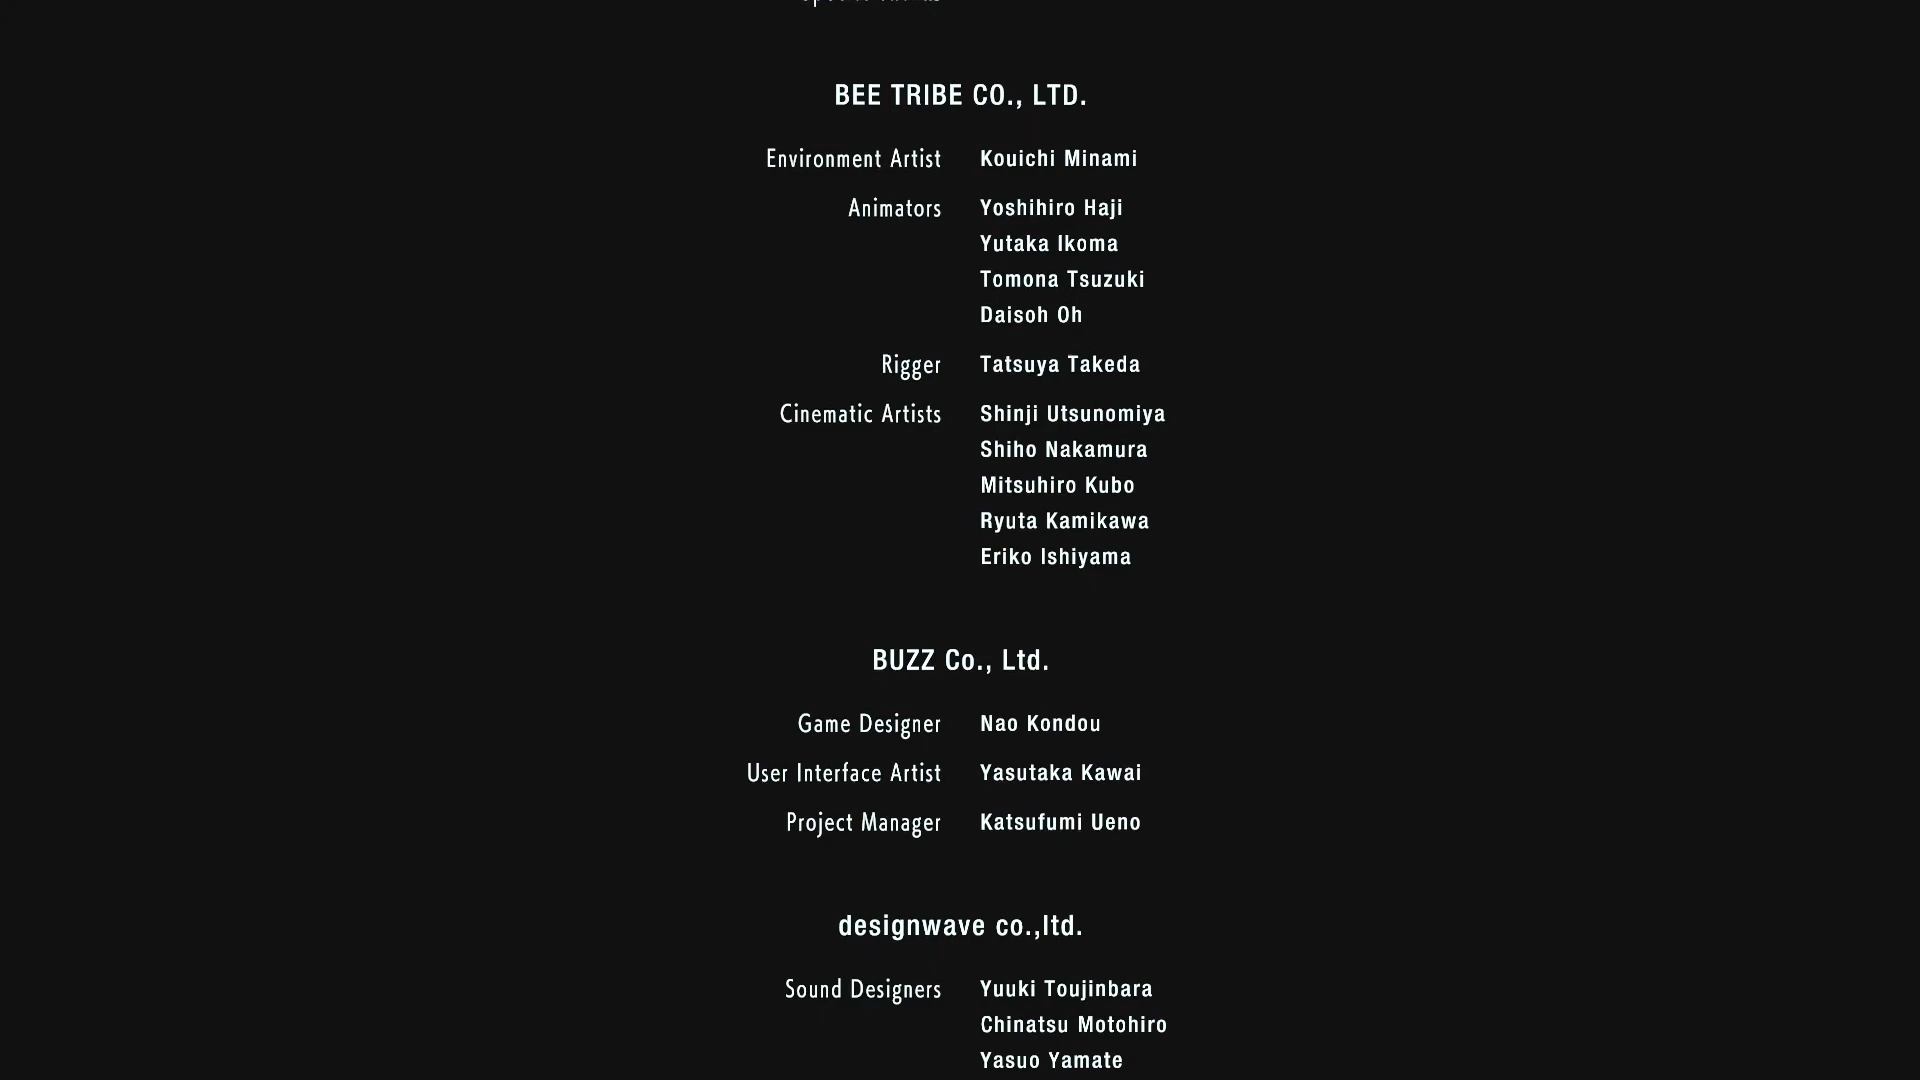 BEE TRIBE CO., LTD.
Environment Artist Kouichi Minami
Animators Yoshihiro Haji
Yutaka Ikoma
Tomona Tsuzuki
Daisoh Oh
Rigger Tatsuya Takeda
Cinematic Artists Shinji Utsunomiya
Shiho Nakamura
Mitsuhiro Kubo
Ryuta Kamikawa
Eriko Ishiyama
BUZZ Co., Ltd.
Game Designer Nao Kondou
User Interface Artist Yasutaka Kawai
Project Manager Katsufumi Ueno
designwave co.,ltd.
Sound Designers Yuuki Toujinbara
Chinatsu Motohiro
Yasuo Yamate